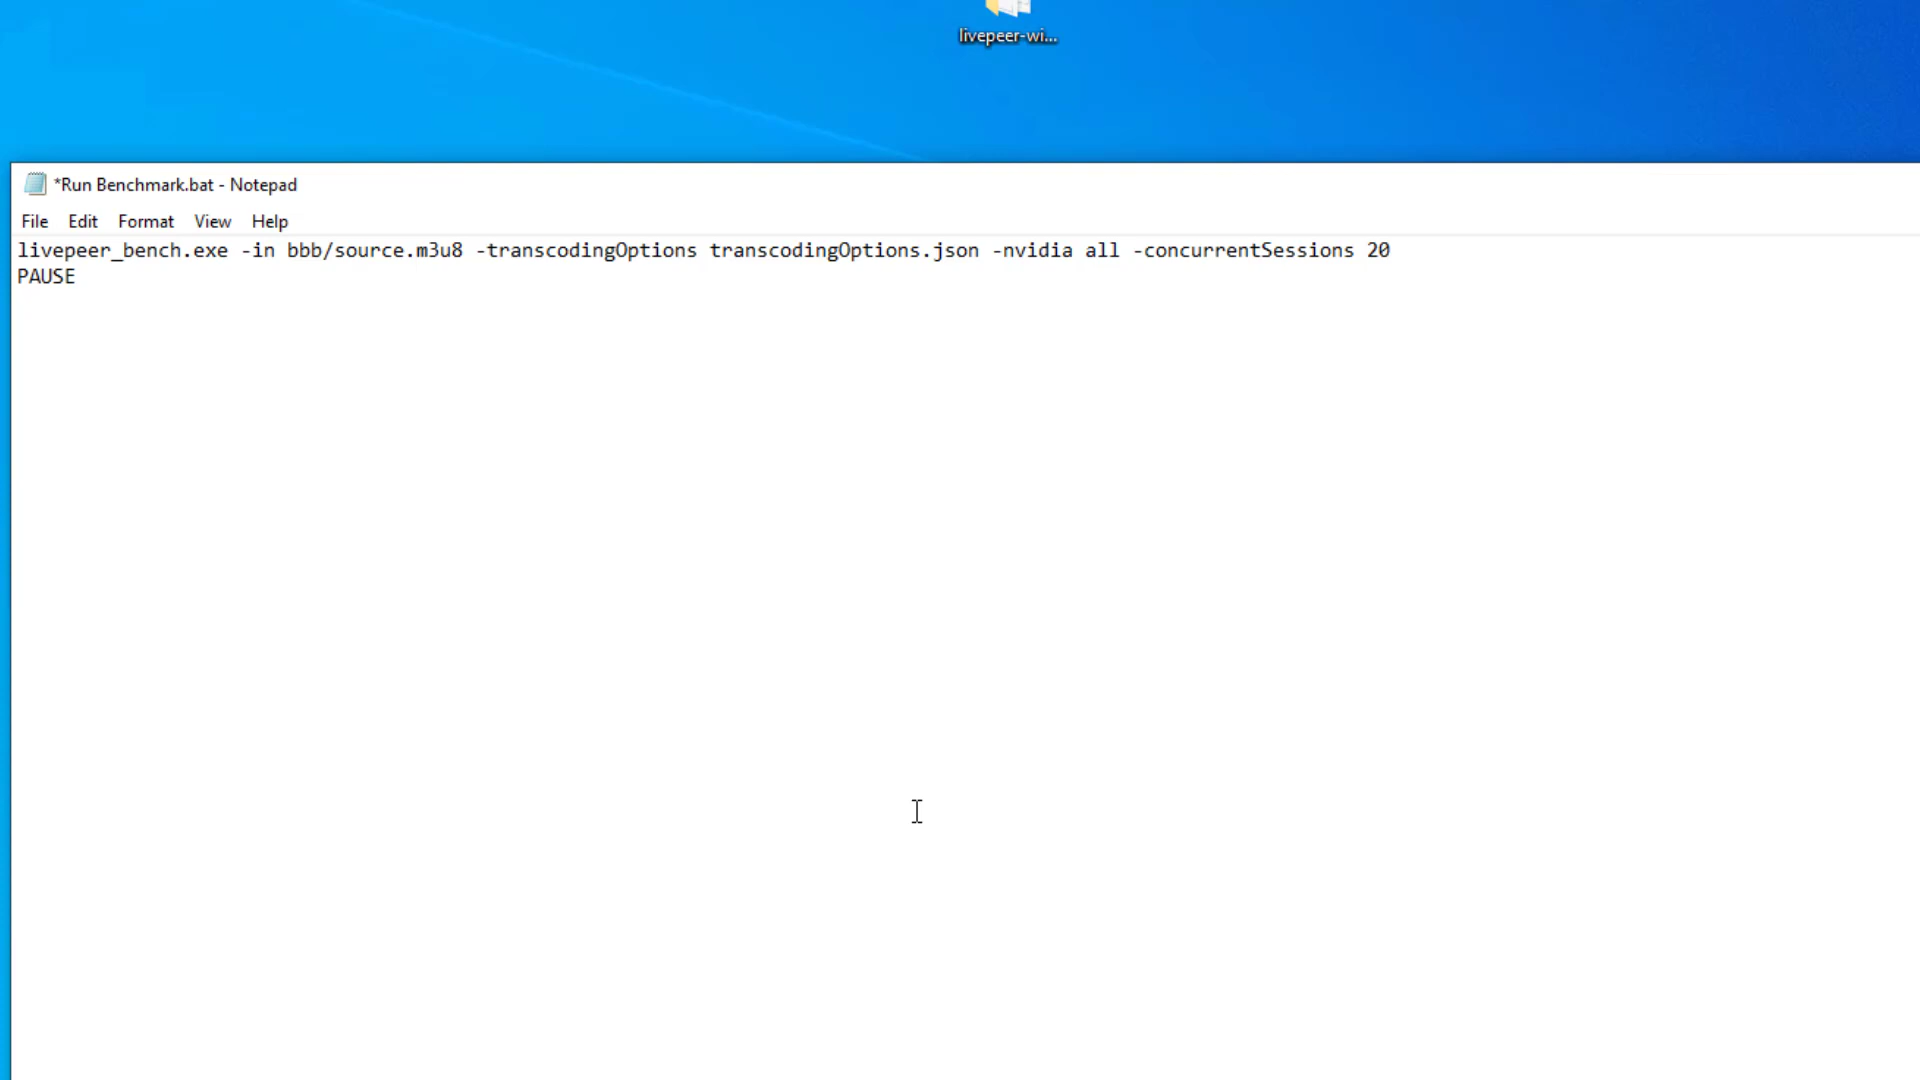 livepeer-wi...
*Run Benchmark.bat - Notepad
File Edit Format View Help
livepeer_bench.exe -in bbb/source.m3u8 -transcodingOptions transcodingOptions.json -nvidia all -concurrentSessions 20
PAUSE